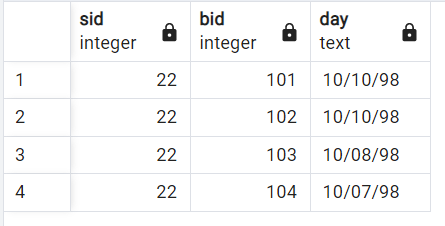 sid bid day
integer integer text
1 22 101 10/10/98
2 22 102 10/10/98
3 22 103 10/08/98
4 22 104 10/07/98